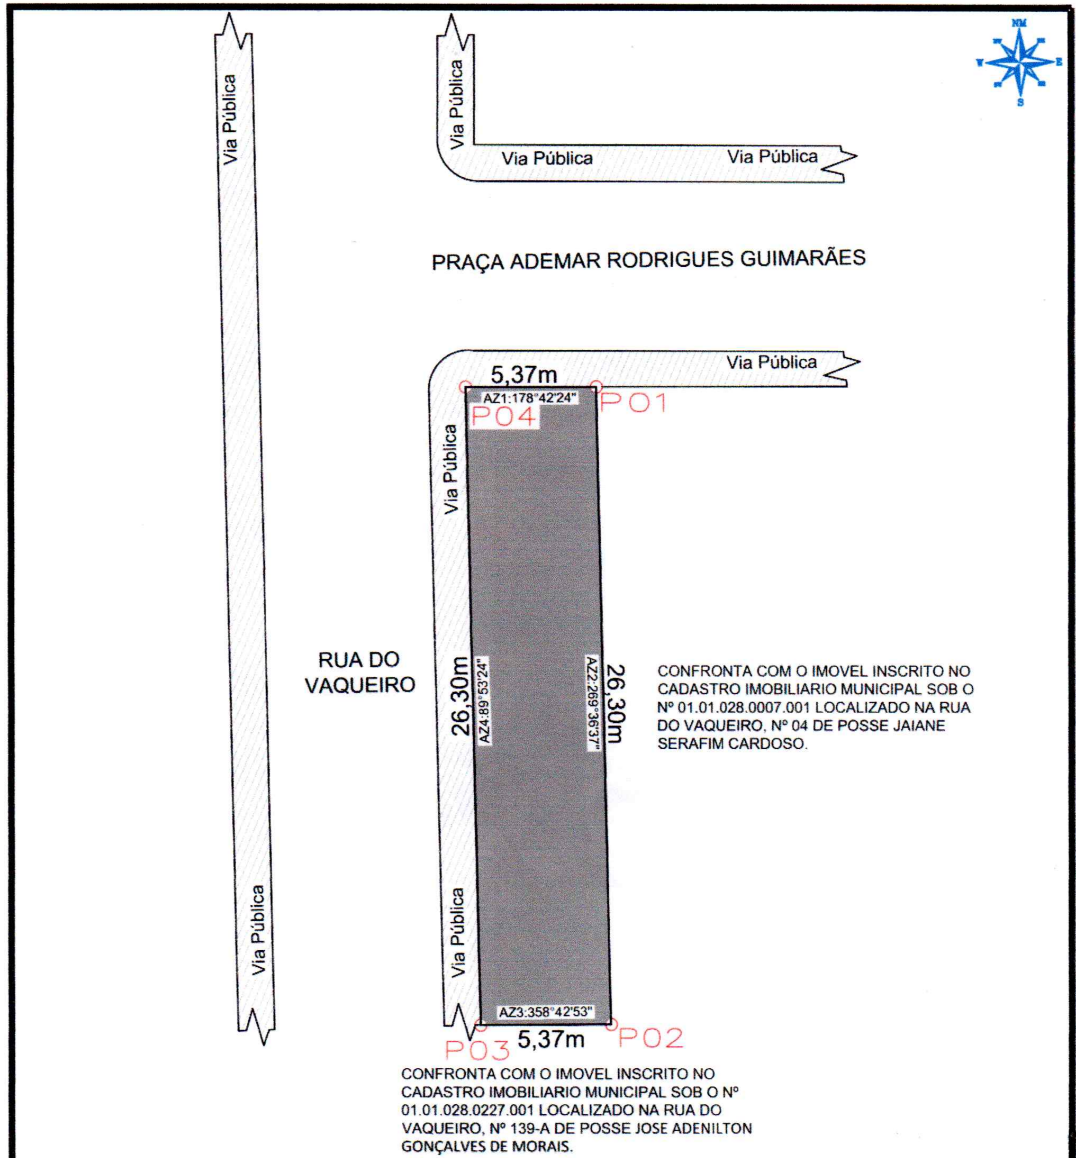 NM
W
E
S
Via Pública
Via Pública
Via Pública
Via Pública
PRAÇA ADEMAR RODRIGUES GUIMARÃES
Via Pública
5,37m
AZ1:178°42'24"
P04
P01
Via Pública
RUA DO
VAQUEIRO
26,30m
AZ4:89°53'24"
AZ2:269°36'37"
26,30m
CONFRONTA COM O IMOVEL INSCRITO NO
CADASTRO IMOBILIARIO MUNICIPAL SOB O
Nº 01.01.028.0007.001 LOCALIZADO NA RUA
DO VAQUEIRO, Nº 04 DE POSSE JAIANE
SERAFIM CARDOSO.
Via Pública
Via Pública
AZ3:358°42'53"
P03
5,37m
P02
CONFRONTA COM O IMOVEL INSCRITO NO
CADASTRO IMOBILIARIO MUNICIPAL SOB O Nº
01.01.028.0227.001 LOCALIZADO NA RUA DO
VAQUEIRO, Nº 139-A DE POSSE JOSE ADENILTON
GONÇALVES DE MORAIS.